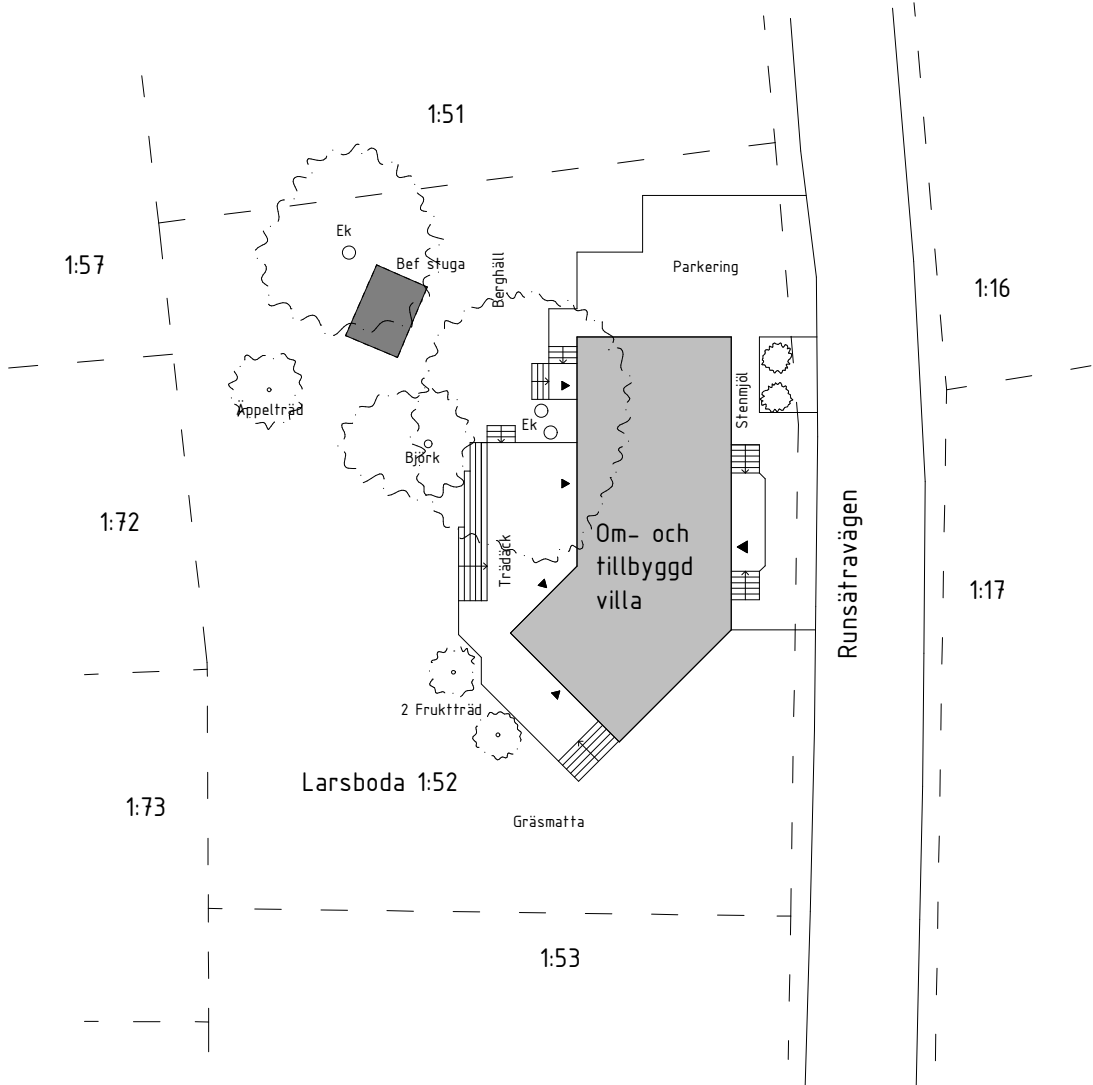 1:51
Ek
1:57
Bef stuga
Berghäll
Parkering
1:16
Äppelträd
Stenmjöl
Ek
Björk
1:72
Om- och
tillbyggd
villa
Trädäck
Runsätravägen
1:17
2 Fruktträd
Larsboda 1:52
1:73
Gräsmatta
1:53